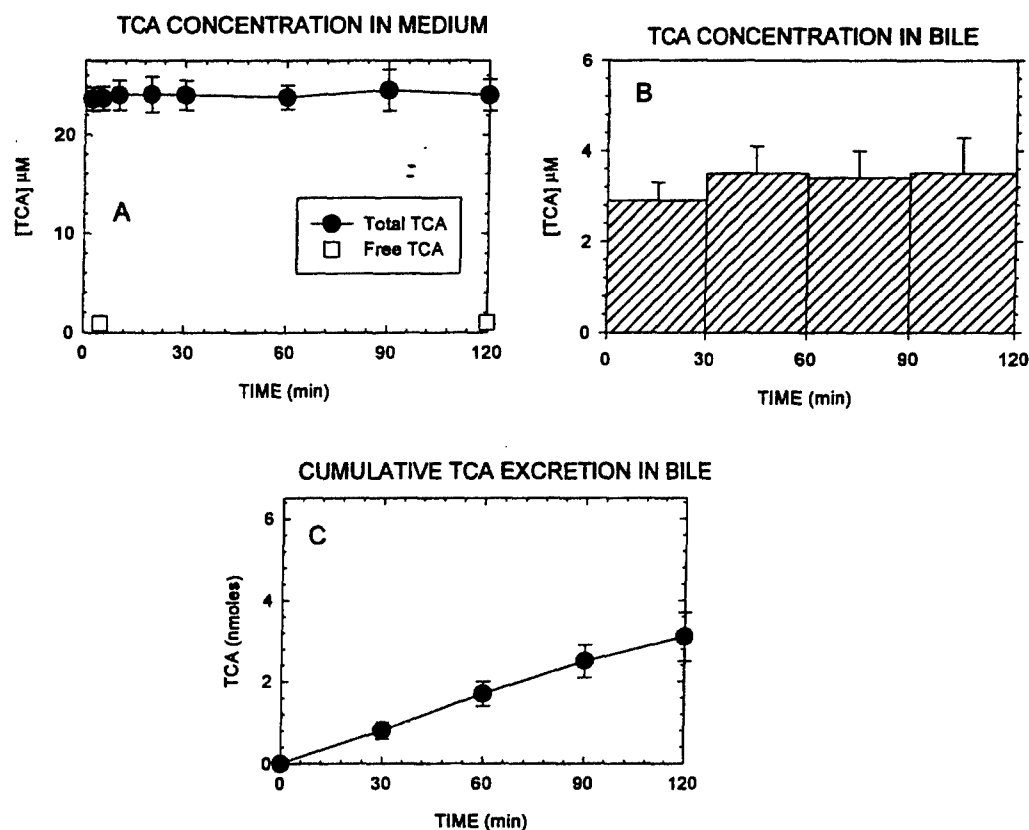 TCA CONCENTRATION IN MEDIUM
A
[TCA] µM
20
10
0
Total TCA
Free TCA
0 30 60 90 120
TIME (min)
TCA CONCENTRATION IN BILE
B
[TCA] µM
6
4
2
0
0 30 60 90 120
TIME (min)
CUMULATIVE TCA EXCRETION IN BILE
C
TCA (nmoles)
6
4
2
0
0 30 60 90 120
TIME (min)